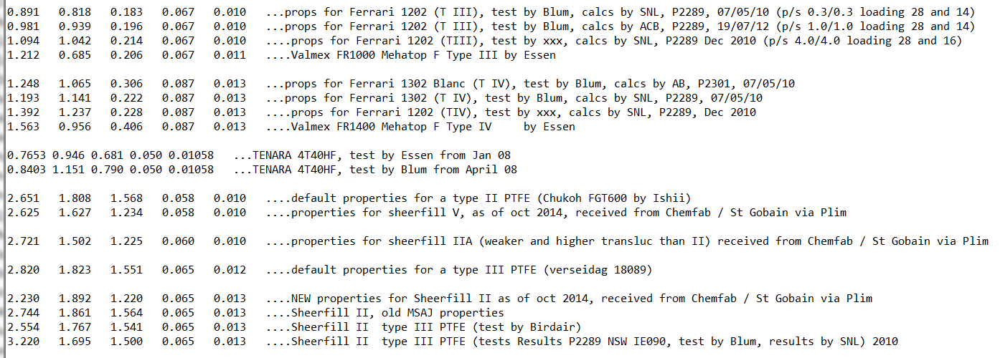 0.891 0.818 0.183 0.067 0.010 ...props for Ferrari 1202 (T III), test by Blum, calcs by SNL, P2289, 07/05/10 (p/s 0.3/0.3 loading 28 and 14)
0.981 0.939 0.196 0.067 0.010 ...props for Ferrari 1202 (T III), test by Blum, calcs by ACB, P2289, 19/07/12 (p/s 1.0/1.0 loading 28 and 14)
1.094 1.042 0.214 0.067 0.010 ....props for Ferrari 1202 (TIII), test by xxx, calcs by SNL, P2289 Dec 2010 (p/s 4.0/4.0 loading 28 and 16)
1.212 0.685 0.206 0.067 0.011 ....Valmex FR1000 Mehatop F Type III by Essen
1.248 1.065 0.306 0.087 0.013 ...props for Ferrari 1302 Blanc (T IV), test by Blum, calcs by AB, P2301, 07/05/10
1.193 1.141 0.222 0.087 0.013 ...props for Ferrari 1302 (T IV), test by Blum, calcs by SNL, P2289, 07/05/10
1.392 1.237 0.228 0.087 0.013 ....props for Ferrari 1202 (TIV), test by xxx, calcs by SNL, P2289, Dec 2010
1.563 0.956 0.406 0.087 0.013 ....Valmex FR1400 Mehatop F Type IV by Essen
0.7653 0.946 0.681 0.050 0.01058 ...TENARA 4T40HF, test by Essen from Jan 08
0.8403 1.151 0.790 0.050 0.01058 ...TENARA 4T40HF, test by Blum from April 08
2.651 1.808 1.568 0.058 0.010 ....default properties for a type II PTFE (Chukoh FGT600 by Ishii)
2.625 1.627 1.234 0.058 0.010 ....properties for sheerfill V, as of oct 2014, received from Chemfab / St Gobain via Plim
2.721 1.502 1.225 0.060 0.010 ....properties for sheerfill IIA (weaker and higher transluc than II) received from Chemfab / St Gobain via Plim
2.820 1.823 1.551 0.065 0.012 ....default properties for a type III PTFE (verseidag 18089)
2.230 1.892 1.220 0.065 0.013 ....NEW properties for Sheerfill II as of oct 2014, received from Chemfab / St Gobain via Plim
2.744 1.861 1.564 0.065 0.013 ....Sheerfill II, old MSAJ properties
2.554 1.767 1.541 0.065 0.013 ....Sheerfill II type III PTFE (test by Birdair)
3.220 1.695 1.500 0.065 0.013 ....Sheerfill II type III PTFE (tests Results P2289 NSW IE090, test by Blum, results by SNL) 2010